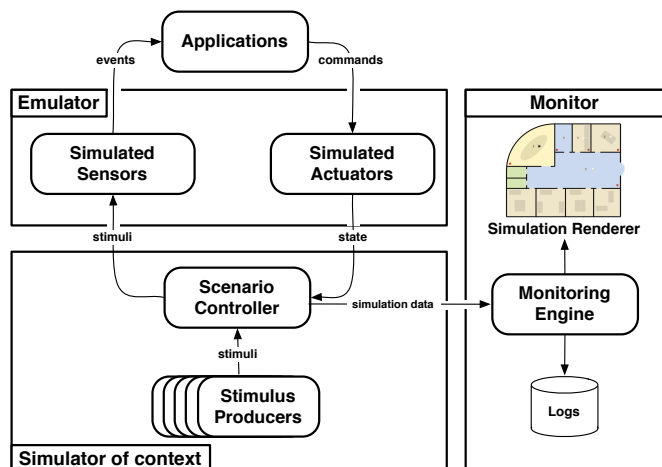 Applications
events
commands
Emulator
Monitor
Simulated
Sensors
Simulated
Actuators
Simulation Renderer
stimuli
state
Scenario
Controller
simulation data
Monitoring
Engine
stimuli
Stimulus
Producers
Logs
Simulator of context